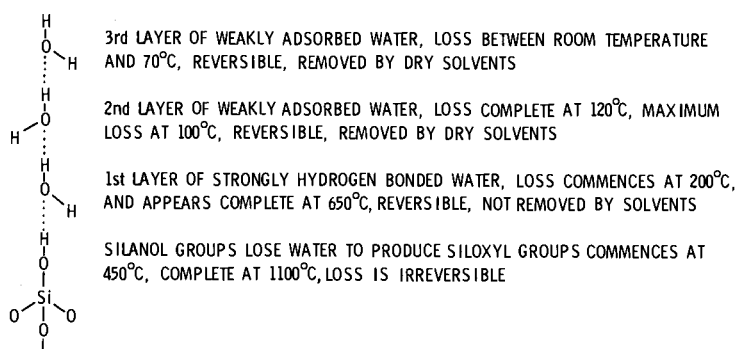 H
O
H
3rd LAYER OF WEAKLY ADSORBED WATER, LOSS BETWEEN ROOM TEMPERATURE
AND 70°C, REVERSIBLE, REMOVED BY DRY SOLVENTS
H
O
H
2nd LAYER OF WEAKLY ADSORBED WATER, LOSS COMPLETE AT 120°C, MAXIMUM
LOSS AT 100°C, REVERSIBLE, REMOVED BY DRY SOLVENTS
H
O
H
1st LAYER OF STRONGLY HYDROGEN BONDED WATER, LOSS COMMENCES AT 200°C,
AND APPEARS COMPLETE AT 650°C, REVERSIBLE, NOT REMOVED BY SOLVENTS
H
O
Si
O O
O
SILANOL GROUPS LOSE WATER TO PRODUCE SILOXYL GROUPS COMMENCES AT
450°C, COMPLETE AT 1100°C, LOSS IS IRREVERSIBLE